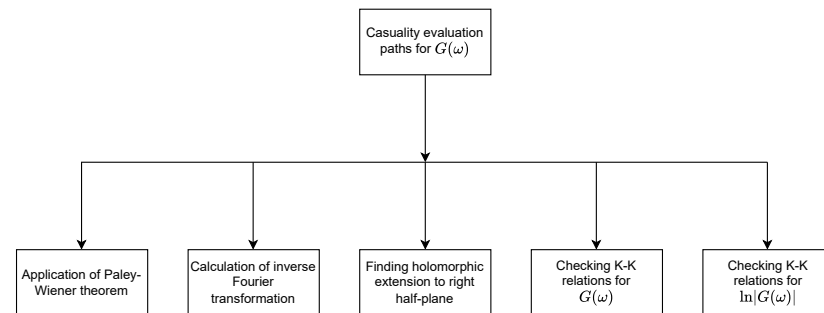 Casuality evaluation
paths for G(ω)
Application of Paley-
Wiener theorem
Calculation of inverse
Fourier
transformation
Finding holomorphic
extension to right
half-plane
Checking K-K
relations for
G(ω)
Checking K-K
relations for
ln|G(ω)|